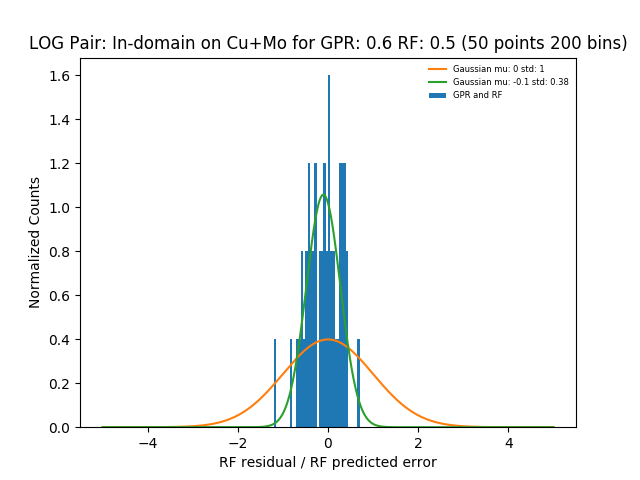 LOG Pair: In-domain on Cu+Mo for GPR: 0.6 RF: 0.5 (50 points 200 bins)
Gaussian mu: 0 std: 1
Gaussian mu: -0.1 std: 0.38
GPR and RF
Normalized Counts
1.6
1.4
1.2
1.0
0.8
0.6
0.4
0.2
0.0
−4 −2 0 2 4
RF residual / RF predicted error